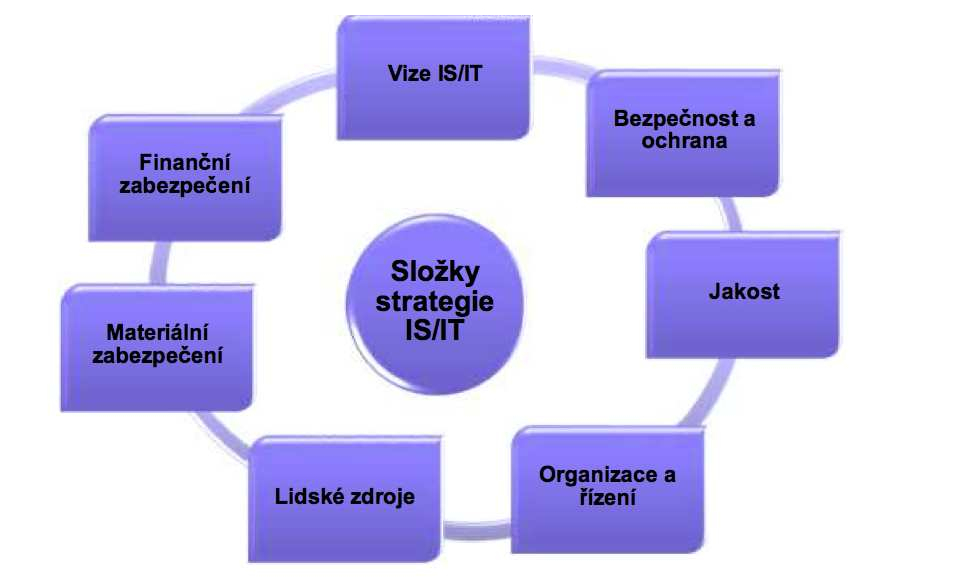 Vize IS/IT
Bezpečnost a
ochrana
Jakost
Organizace a
řízení
Lidské zdroje
Materiální
zabezpečení
Finanční
zabezpečení
Složky
strategie
IS/IT